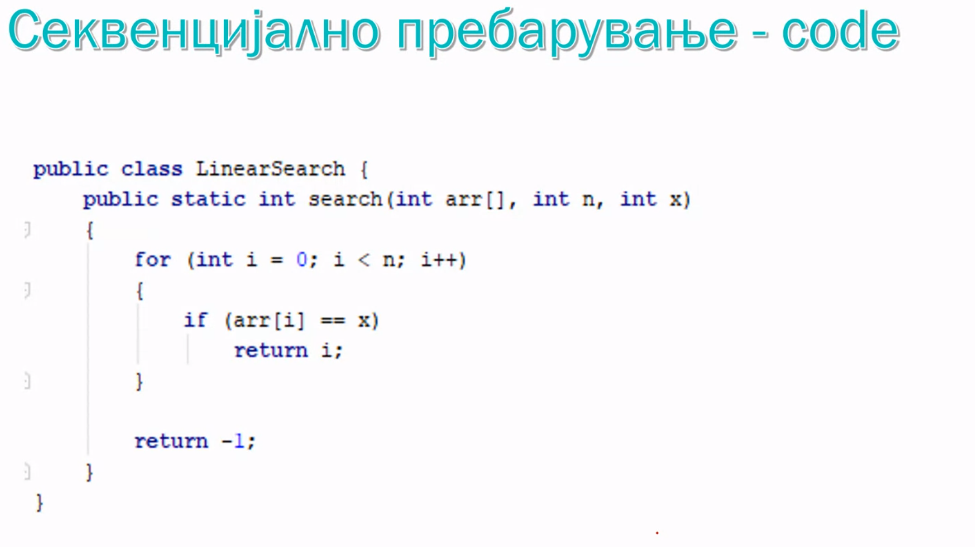 Секвенцијално пребарување - code
public class LinearSearch {
public static int search(int arr[], int n, int x)
{
for (int i = 0; i < n; i++)
{
if (arr[i] == x)
return i;
}
return -1;
}
}